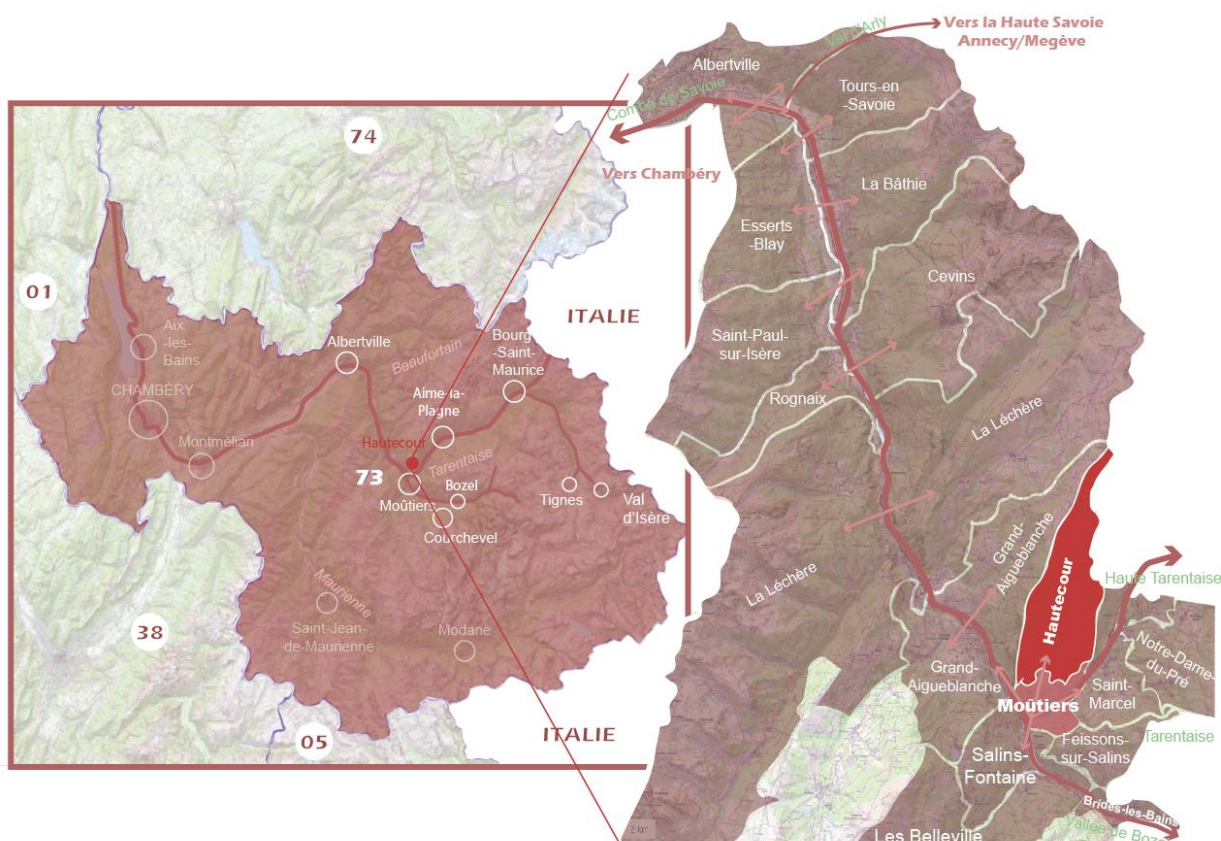 74
01
ITALIE
Aix
-les-
Bains
CHAMBÉRY
Montmélian
Albertville
Beaufortain
Bourg
-Saint-
Maurice
Aime-la-
Plagne
Hautecour
Tarentaise
73
Moûtiers
Bozel
Courchevel
Tignes
Val
d'Isère
Maurienne
Saint-Jean-
de-Maurienne
Modane
38
05
ITALIE
Vers la Haute Savoie
Annecy/Megève
Val d'Arly
Albertville
Combe de Savoie
Vers Chambéry
Tours-en
-Savoie
La Bâthie
Esserts
-Blay
Cevins
Saint-Paul-
sur-Isère
Rognaix
La Léchère
La Léchère
Grand-
Aigueblanche
Hautecour
Haute Tarentaise
Grand-
Aigueblanche
Notre-Dame-
du-Pré
Saint-
Marcel
Moûtiers
Tarentaise
Feissons-
sur-Salins
Salins-
Fontaine
Brides-les-Bains
Vallée de
Les Belleville
2 km